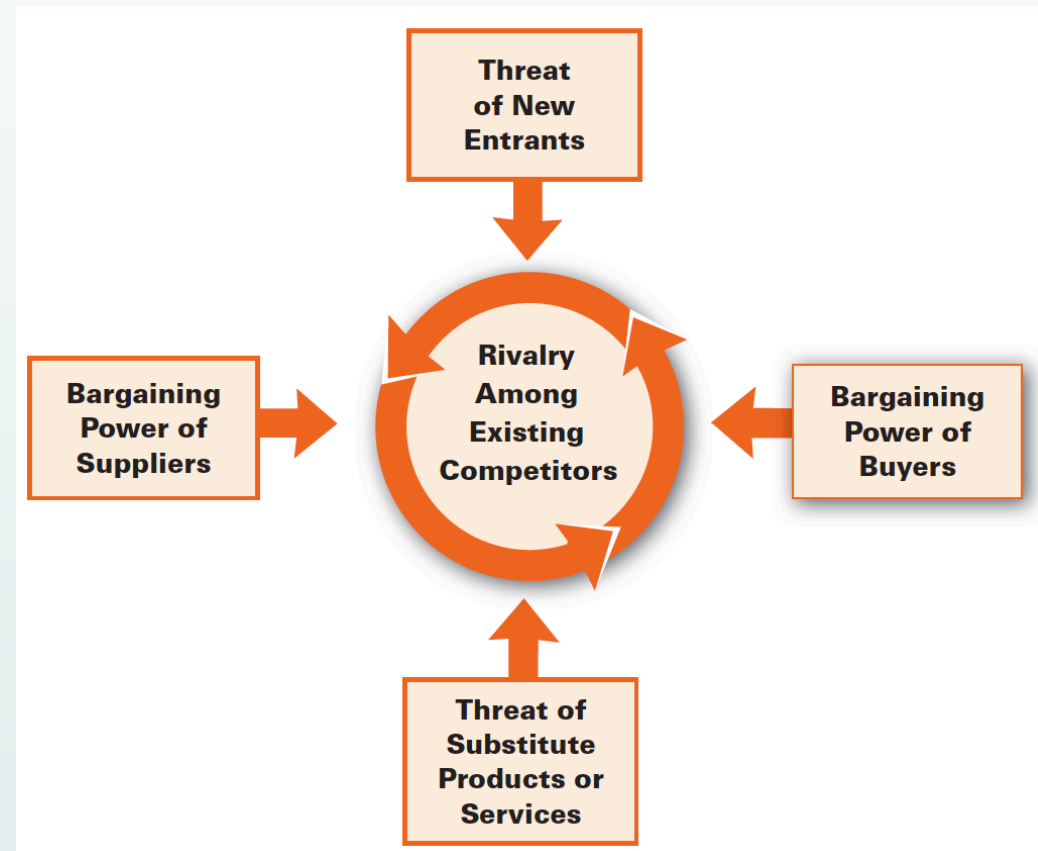 Threat
of New
Entrants
Rivalry
Among
Existing
Competitors
Bargaining
Power of
Suppliers
Bargaining
Power of
Buyers
Threat of
Substitute
Products or
Services